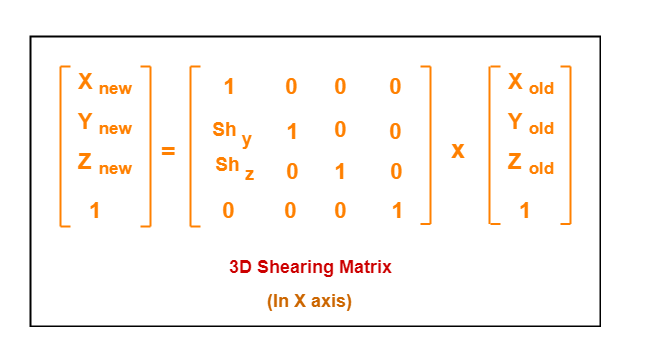 X new 1 0 0 0 X old
Y new Sh y 1 0 0 Y old
= x
Z new Sh z 0 1 0 Z old
1 0 0 0 1 1
3D Shearing Matrix
(In X axis)